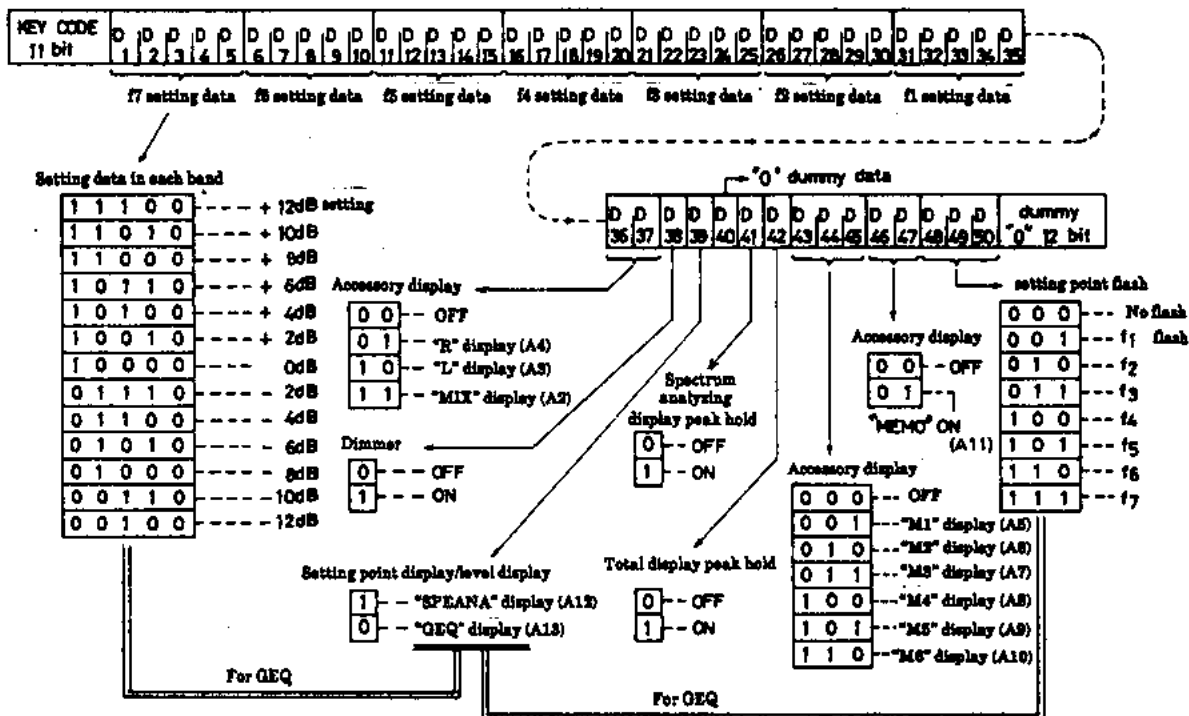 KEY CODE
11 bit
D D D D D D D D D D D D D D D D D D D D D D D D D D D D D D D D D D D
1 2 3 4 5 6 7 8 9 10 11 12 13 14 15 16 17 18 19 20 21 22 23 24 25 26 27 28 29 30 31 32 33 34 35
f7 setting data f6 setting data f5 setting data f4 setting data f3 setting data f2 setting data f1 setting data
Setting data in each band
1 1 1 0 0 + 12dB setting
1 1 0 1 0 + 10dB
1 1 0 0 0 + 8dB
1 0 1 1 0 + 6dB
1 0 1 0 0 + 4dB
1 0 0 1 0 + 2dB
1 0 0 0 0 0dB
0 1 1 1 0 - 2dB
0 1 1 0 0 - 4dB
0 1 0 1 0 - 6dB
0 1 0 0 0 - 8dB
0 0 1 1 0 - 10dB
0 0 1 0 0 - 12dB
"0" dummy data
D D D D D D D D D D D D D D D
36 37 38 39 40 41 42 43 44 45 46 47 48 49 50
dummy
"0" 12 bit
Accessory display
0 0 OFF
0 1 "R" display (A4)
1 0 "L" display (A3)
1 1 "MIX" display (A2)
Dimmer
0 OFF
1 ON
Setting point display/level display
1 "SPEANA" display (A12)
0 "GEQ" display (A13)
Spectrum
analyzing
display peak hold
0 OFF
1 ON
Total display peak hold
0 OFF
1 ON
Accessory display
0 0 OFF
0 1
"MEMO" ON
(A11)
Accessory display
0 0 0 OFF
0 0 1 "M1" display (A5)
0 1 0 "M2" display (A6)
0 1 1 "M3" display (A7)
1 0 0 "M4" display (A8)
1 0 1 "M5" display (A9)
1 1 0 "M6" display (A10)
setting point flash
0 0 0 No flash
0 0 1 f1 flash
0 1 0 f2
0 1 1 f3
1 0 0 f4
1 0 1 f5
1 1 0 f6
1 1 1 f7
For GEQ
For GEQ